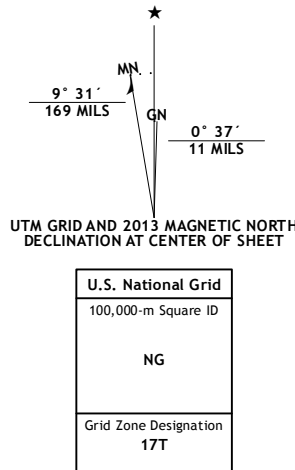 ★
MN
9° 31´
169 MILS
GN
0° 37´
11 MILS
UTM GRID AND 2013 MAGNETIC NORTH
DECLINATION AT CENTER OF SHEET
U.S. National Grid
100,000-m Square ID
NG
Grid Zone Designation
17T